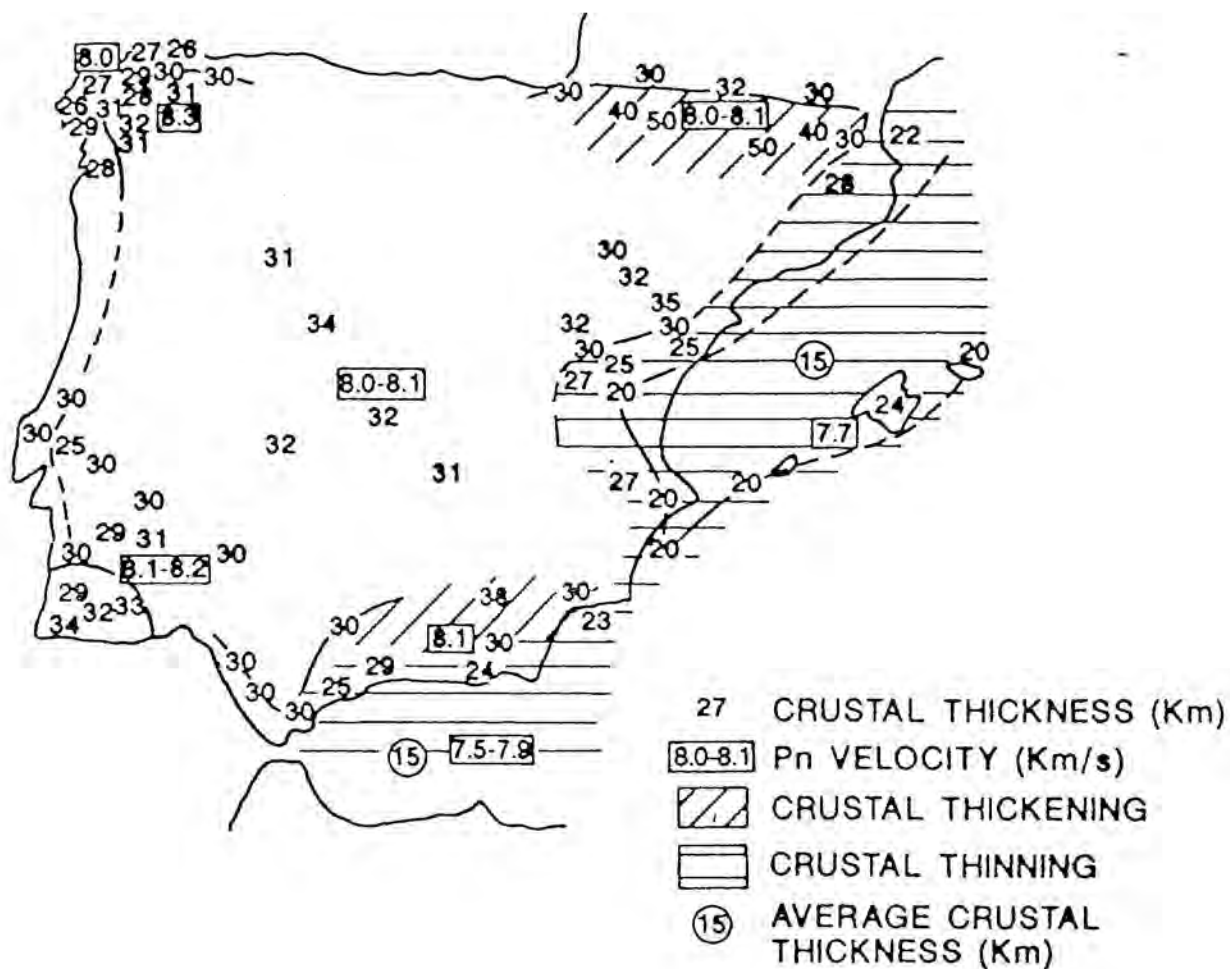 8.0 27 26
29 30 30
27 31
26 31 28 8.3
29 32
31
28
30 32 30
30 40 8.0-8.1
50 40 30 22
50
28
31 30
32
34 35
32 30
30 25 15 20
8.0-8.1 27 25
30 20 24
32
30 25 32 7.7
30 31 27 20
30 20
29 31 20
30 30
8.1-8.2
29 38 30
32 33 30 23
34 8.1 30
30 29 24
30 25
30
15 7.5-7.9
27 CRUSTAL THICKNESS (Km)
8.0-8.1 Pn VELOCITY (Km/s)
CRUSTAL THICKENING
CRUSTAL THINNING
15 AVERAGE CRUSTAL
THICKNESS (Km)